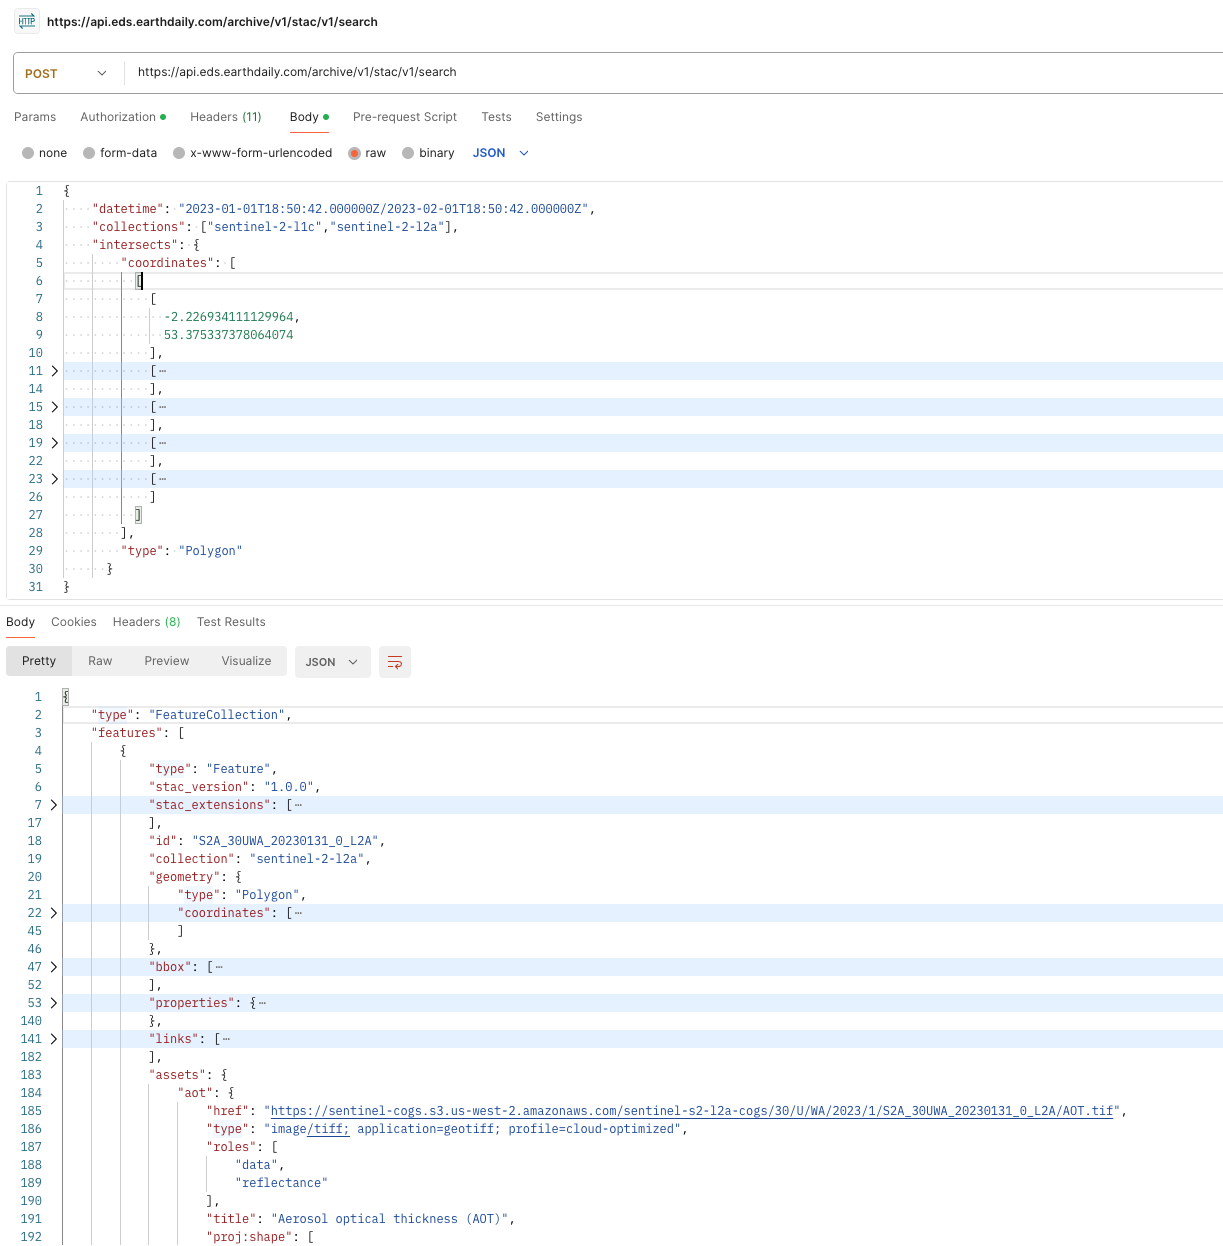 HTTP https://api.eds.earthdaily.com/archive/v1/stac/v1/search
POST https://api.eds.earthdaily.com/archive/v1/stac/v1/search
Params Authorization Headers (11) Body Pre-request Script Tests Settings
none form-data x-www-form-urlencoded raw binary JSON
1 {
2 "datetime": "2023-01-01T18:50:42.000000Z/2023-02-01T18:50:42.000000Z",
3 "collections": ["sentinel-2-l1c","sentinel-2-l2a"],
4 "intersects": {
5 "coordinates": [
6 [
7 [
8 -2.226934111129964,
9 53.375337378064074
10 ],
11 […
14 ],
15 […
18 ],
19 […
22 ],
23 […
26 ]
27 ]
28 ],
29 "type": "Polygon"
30 }
31 }
Body Cookies Headers (8) Test Results
Pretty Raw Preview Visualize JSON
1 {
2 "type": "FeatureCollection",
3 "features": [
4 {
5 "type": "Feature",
6 "stac_version": "1.0.0",
7 "stac_extensions": […
17 ],
18 "id": "S2A_30UWA_20230131_0_L2A",
19 "collection": "sentinel-2-l2a",
20 "geometry": {
21 "type": "Polygon",
22 "coordinates": […
45 ]
46 },
47 "bbox": […
52 ],
53 "properties": {…
140 },
141 "links": […
182 ],
183 "assets": {
184 "aot": {
185 "href": "https://sentinel-cogs.s3.us-west-2.amazonaws.com/sentinel-s2-l2a-cogs/30/U/WA/2023/1/S2A_30UWA_20230131_0_L2A/AOT.tif",
186 "type": "image/tiff; application=geotiff; profile=cloud-optimized",
187 "roles": [
188 "data",
189 "reflectance"
190 ],
191 "title": "Aerosol optical thickness (AOT)",
192 "proj:shape": [